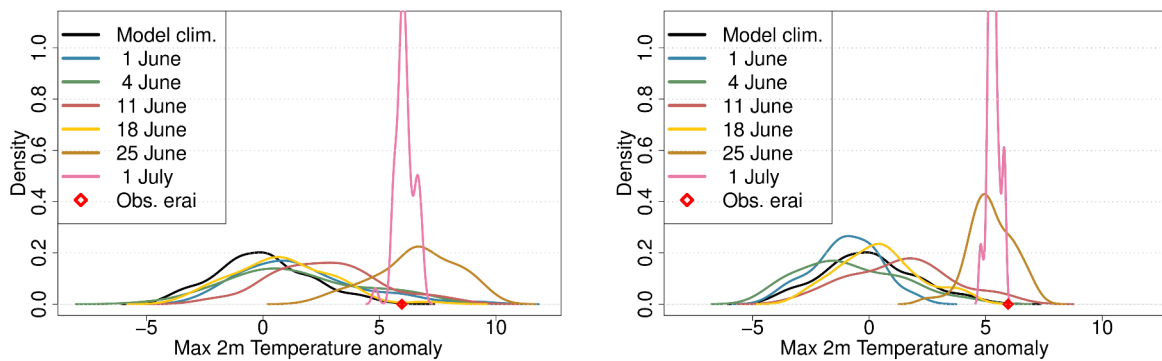 Density
1.0
0.8
0.6
0.4
0.2
0.0
Model clim.
1 June
4 June
11 June
18 June
25 June
1 July
Obs. erai
−5 0 5 10
Max 2m Temperature anomaly
Density
1.0
0.8
0.6
0.4
0.2
0.0
Model clim.
1 June
4 June
11 June
18 June
25 June
1 July
Obs. erai
−5 0 5 10
Max 2m Temperature anomaly